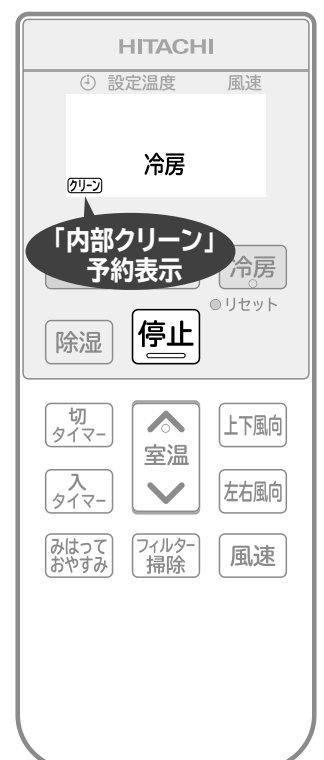 HITACHI
設定温度 風速
冷房
クリーン
「内部クリーン」
予約表示
冷房
リセット
除湿
停止
切
タイマー
上下風向
室温
入
タイマー
左右風向
みはって
おやすみ
フィルター
掃除
風速